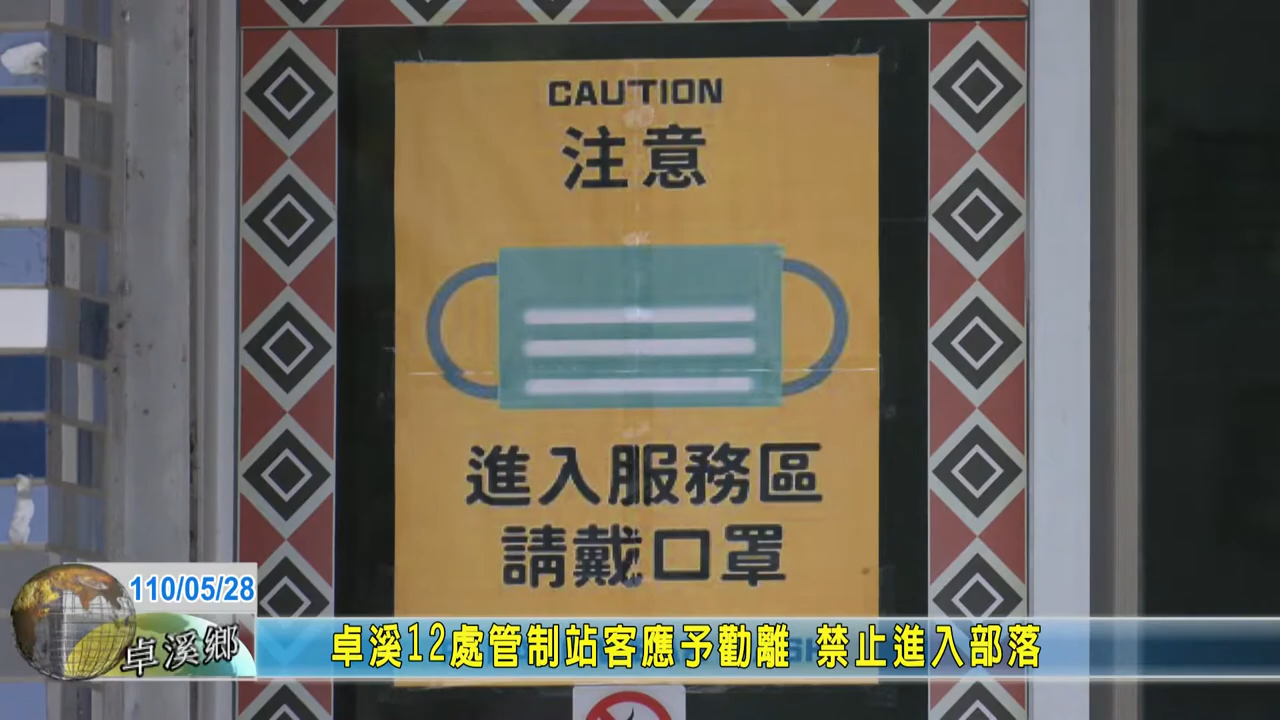 CAUTION
注意
進入服務區
請戴口罩
110/05/28
卓溪鄉
卓溪12處管制站客應予勸離 禁止進入部落